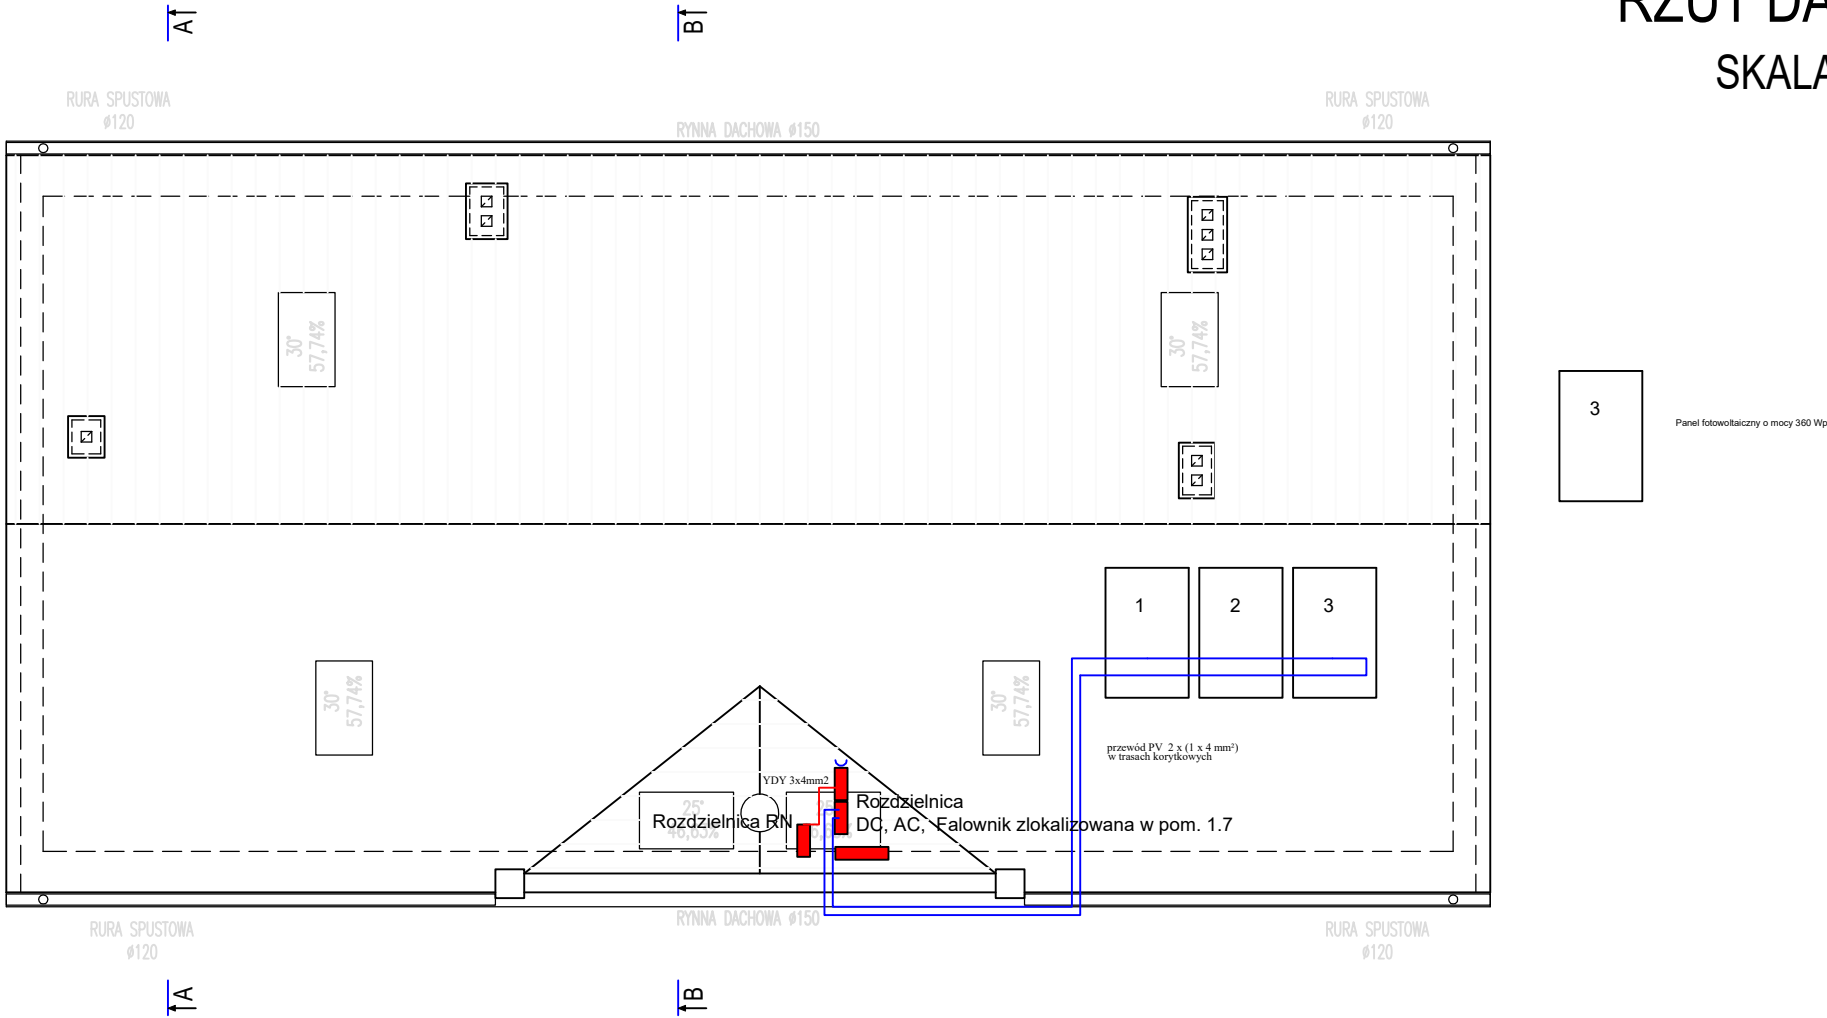 RZUT DA
SKALA
A
B
RURA SPUSTOWA
ø120
RYNNA DACHOWA ø150
RURA SPUSTOWA
ø120
30°
57,74%
30°
57,74%
3
Panel fotowoltaiczny o mocy 360 Wp
1
2
3
30°
57,74%
30°
57,74%
przewód PV 2 x (1 x 4 mm²)
w trasach korytkowych
YDY 3x4mm2
25°
46,63%
Rozdzielnica RN
Rozdzielnica
DC, AC, Falownik zlokalizowana w pom. 1.7
RYNNA DACHOWA ø150
RURA SPUSTOWA
ø120
RURA SPUSTOWA
ø120
A
B